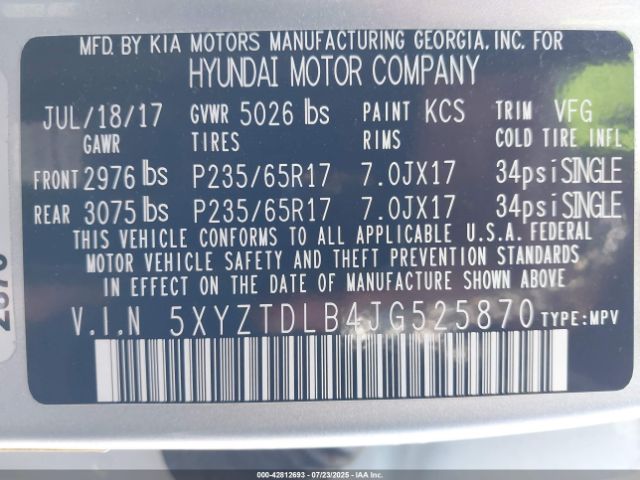 MFD. BY KIA MOTORS MANUFACTURING GEORGIA, INC. FOR
HYUNDAI MOTOR COMPANY
JUL/18/17 GVWR 5026 lbs PAINT KCS TRIM VFG
GAWR TIRES RIMS COLD TIRE INFL
FRONT 2976 lbs P235/65R17 7.0JX17 34psi SINGLE
REAR 3075 lbs P235/65R17 7.0JX17 34psi SINGLE
THIS VEHICLE CONFORMS TO ALL APPLICABLE U.S.A. FEDERAL
MOTOR VEHICLE SAFETY AND THEFT PREVENTION STANDARDS
IN EFFECT ON THE DATE OF MANUFACTURE SHOWN ABOVE
V.I.N 5XYZTDLB4JG525870 TYPE:MPV
000-42812693 - 07/23/2025 - IAAI.COM